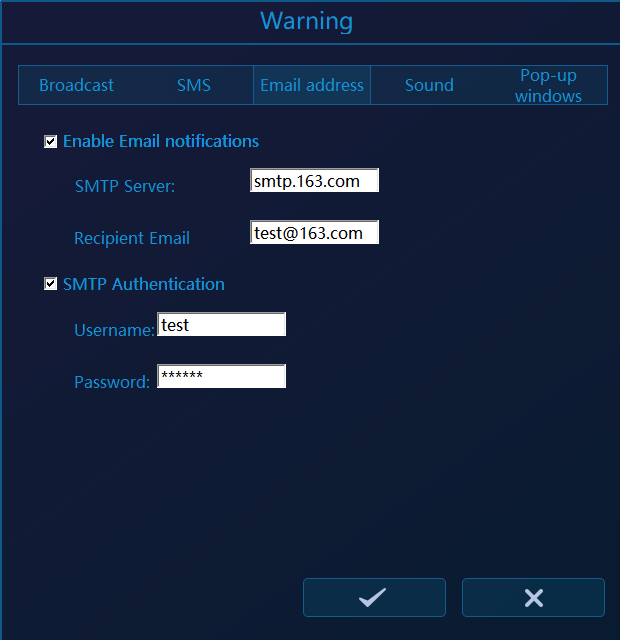 Warning
Broadcast SMS Email address Sound Pop-up windows
Enable Email notifications
SMTP Server: smtp.163.com
Recipient Email test@163.com
SMTP Authentication
Username: test
Password: ******